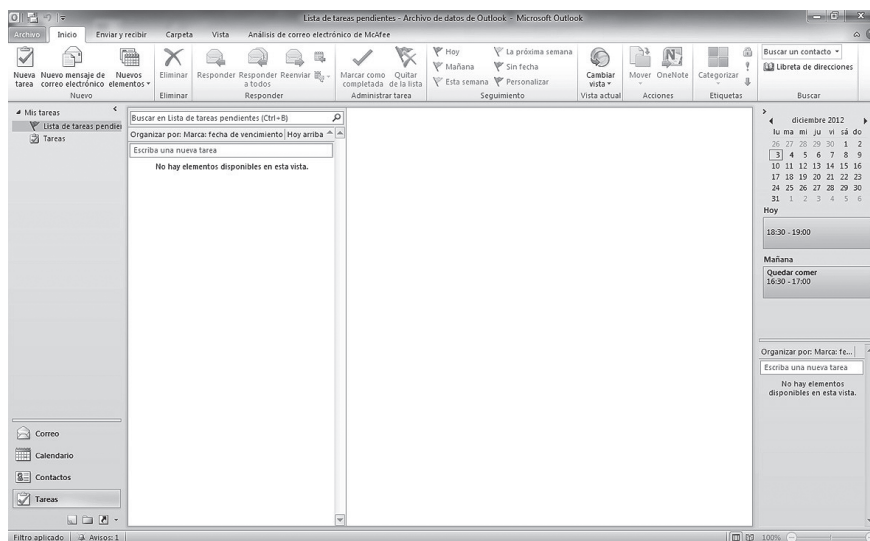 Lista de tareas pendientes - Archivo de datos de Outlook - Microsoft Outlook
Archivo Inicio Enviar y recibir Carpeta Vista Análisis de correo electrónico de McAfee
Nueva tarea
Nuevo mensaje de correo electrónico
Nuevos elementos
Nuevo
Eliminar
Eliminar
Responder
Responder a todos
Reenviar
Responder
Marcar como completada
Quitar de la lista
Administrar tarea
Hoy
Mañana
Esta semana
La próxima semana
Sin fecha
Personalizar
Seguimiento
Cambiar vista
Vista actual
Mover
OneNote
Acciones
Categorizar
Etiquetas
Buscar un contacto
Libreta de direcciones
Buscar
Mis tareas
Lista de tareas pendie
Tareas
Buscar en Lista de tareas pendientes (Ctrl+B)
Organizar por: Marca: fecha de vencimiento Hoy arriba
Escriba una nueva tarea
No hay elementos disponibles en esta vista.
diciembre 2012
lu ma mi ju vi sá do
26 27 28 29 30 1 2
3 4 5 6 7 8 9
10 11 12 13 14 15 16
17 18 19 20 21 22 23
24 25 26 27 28 29 30
31 1 2 3 4 5 6
Hoy
18:30 - 19:00
Mañana
Quedar comer
16:30 - 17:00
Organizar por: Marca: fe...
Escriba una nueva tarea
No hay elementos
disponibles en esta vista.
Correo
Calendario
Contactos
Tareas
Filtro aplicado Avisos: 1
100%